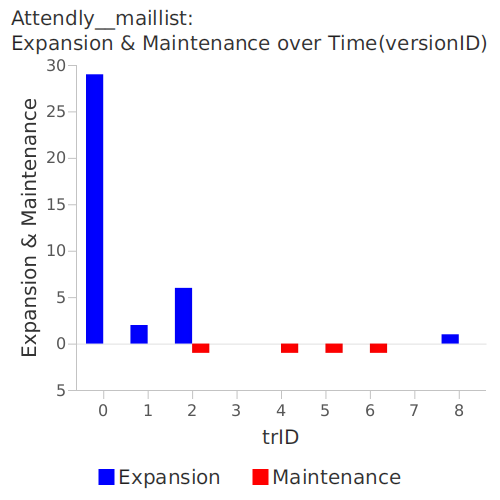 Attendly__maillist:
Expansion & Maintenance over Time(versionID)
Expansion & Maintenance
30
25
20
15
10
5
0
5
0 1 2 3 4 5 6 7 8
trID
Expansion Maintenance